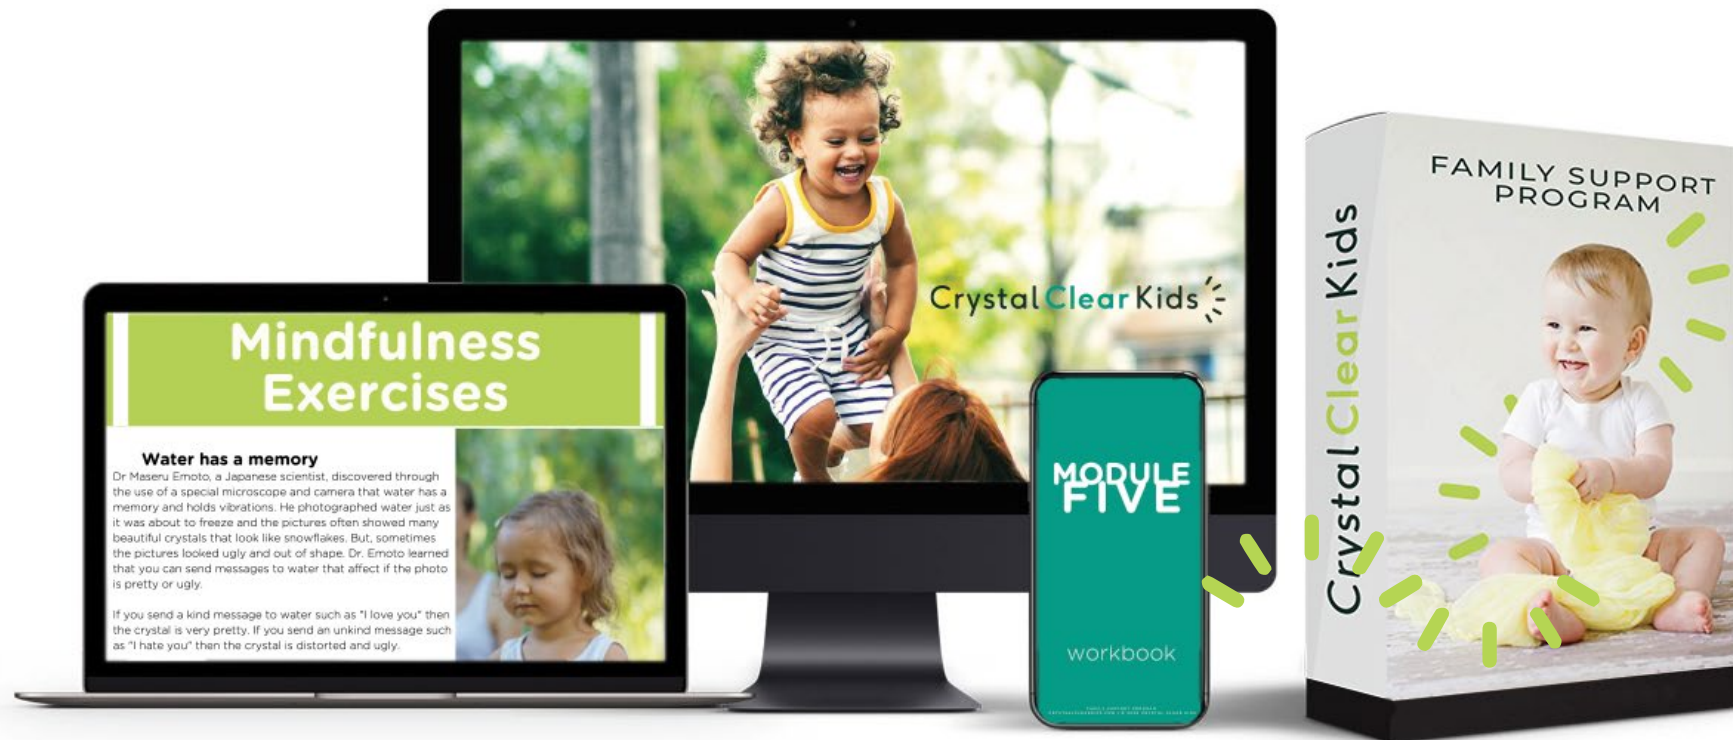 Mindfulness
Exercises
Water has a memory
Dr Maseru Emoto, a Japanese scientist, discovered through
the use of a special microscope and camera that water has a
memory and holds vibrations. He photographed water just as
it was about to freeze and the pictures often showed many
beautiful crystals that look like snowflakes. But, sometimes
the pictures looked ugly and out of shape. Dr. Emoto learned
that you can send messages to water that affect if the photo
is pretty or ugly.
If you send a kind message to water such as "I love you" then
the crystal is very pretty. If you send an unkind message such
as "I hate you" then the crystal is distorted and ugly.
Crystal Clear Kids
MODULE
FIVE
workbook
Crystal Clear Kids
FAMILY SUPPORT
PROGRAM